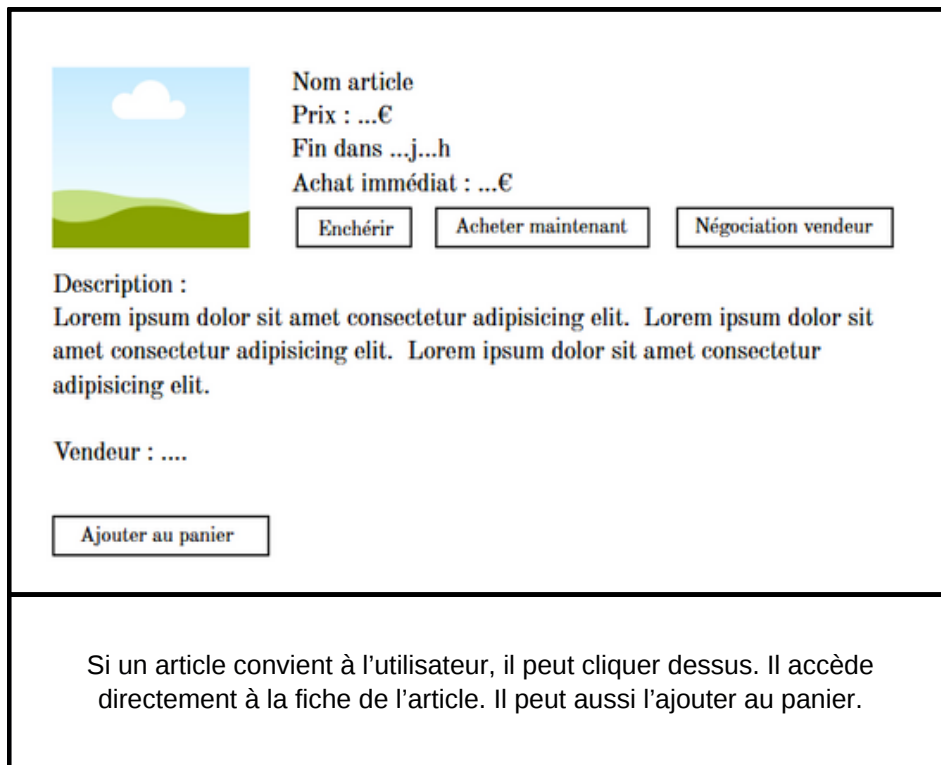 Nom article
Prix : ...€
Fin dans ...j...h
Achat immédiat : ...€
Enchérir
Acheter maintenant
Négociation vendeur
Description :
Lorem ipsum dolor sit amet consectetur adipisicing elit.  Lorem ipsum dolor sit
amet consectetur adipisicing elit.  Lorem ipsum dolor sit amet consectetur
adipisicing elit.
Vendeur : ....
Ajouter au panier
Si un article convient à l’utilisateur, il peut cliquer dessus. Il accède
directement à la fiche de l’article. Il peut aussi l’ajouter au panier.